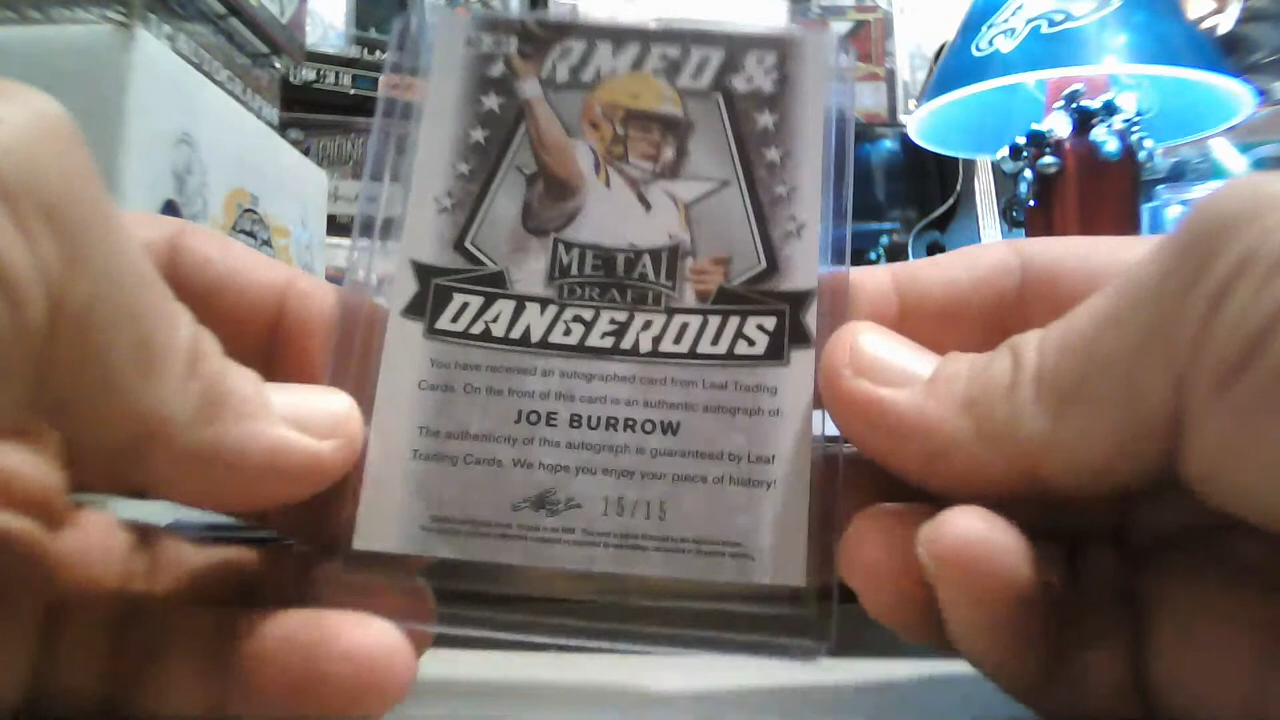 ARMED &
METAL
DRAFT
DANGEROUS
You have received an autographed card from Leaf Trading
Cards. On the front of this card is an authentic autograph of:
JOE BURROW
The authenticity of this autograph is guaranteed by Leaf
Trading Cards. We hope you enjoy your piece of history!
Leaf 15/15